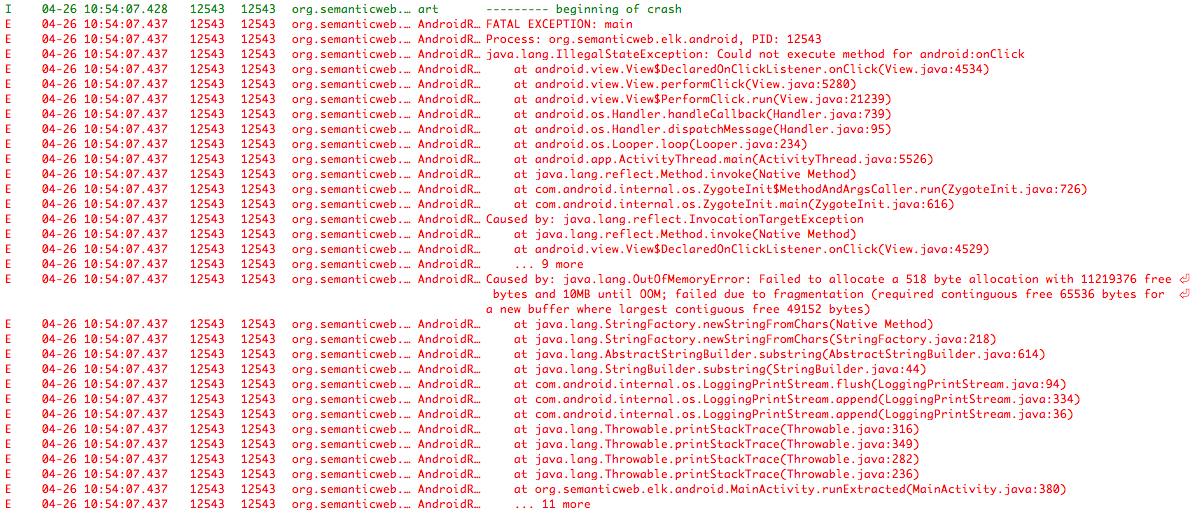 I 04-26 10:54:07.428 12543 12543 org.semanticweb.… art --------- beginning of crash
E 04-26 10:54:07.437 12543 12543 org.semanticweb.… AndroidR… FATAL EXCEPTION: main
E 04-26 10:54:07.437 12543 12543 org.semanticweb.… AndroidR… Process: org.semanticweb.elk.android, PID: 12543
E 04-26 10:54:07.437 12543 12543 org.semanticweb.… AndroidR… java.lang.IllegalStateException: Could not execute method for android:onClick
E 04-26 10:54:07.437 12543 12543 org.semanticweb.… AndroidR… at android.view.View$DeclaredOnClickListener.onClick(View.java:4534)
E 04-26 10:54:07.437 12543 12543 org.semanticweb.… AndroidR… at android.view.View.performClick(View.java:5280)
E 04-26 10:54:07.437 12543 12543 org.semanticweb.… AndroidR… at android.view.View$PerformClick.run(View.java:21239)
E 04-26 10:54:07.437 12543 12543 org.semanticweb.… AndroidR… at android.os.Handler.handleCallback(Handler.java:739)
E 04-26 10:54:07.437 12543 12543 org.semanticweb.… AndroidR… at android.os.Handler.dispatchMessage(Handler.java:95)
E 04-26 10:54:07.437 12543 12543 org.semanticweb.… AndroidR… at android.os.Looper.loop(Looper.java:234)
E 04-26 10:54:07.437 12543 12543 org.semanticweb.… AndroidR… at android.app.ActivityThread.main(ActivityThread.java:5526)
E 04-26 10:54:07.437 12543 12543 org.semanticweb.… AndroidR… at java.lang.reflect.Method.invoke(Native Method)
E 04-26 10:54:07.437 12543 12543 org.semanticweb.… AndroidR… at com.android.internal.os.ZygoteInit$MethodAndArgsCaller.run(ZygoteInit.java:726)
E 04-26 10:54:07.437 12543 12543 org.semanticweb.… AndroidR… at com.android.internal.os.ZygoteInit.main(ZygoteInit.java:616)
E 04-26 10:54:07.437 12543 12543 org.semanticweb.… AndroidR… Caused by: java.lang.reflect.InvocationTargetException
E 04-26 10:54:07.437 12543 12543 org.semanticweb.… AndroidR… at java.lang.reflect.Method.invoke(Native Method)
E 04-26 10:54:07.437 12543 12543 org.semanticweb.… AndroidR… at android.view.View$DeclaredOnClickListener.onClick(View.java:4529)
E 04-26 10:54:07.437 12543 12543 org.semanticweb.… AndroidR… ... 9 more
E 04-26 10:54:07.437 12543 12543 org.semanticweb.… AndroidR… Caused by: java.lang.OutOfMemoryError: Failed to allocate a 518 byte allocation with 11219376 free ⏎
bytes and 10MB until OOM; failed due to fragmentation (required continguous free 65536 bytes for ⏎
a new buffer where largest contiguous free 49152 bytes)
E 04-26 10:54:07.437 12543 12543 org.semanticweb.… AndroidR… at java.lang.StringFactory.newStringFromChars(Native Method)
E 04-26 10:54:07.437 12543 12543 org.semanticweb.… AndroidR… at java.lang.StringFactory.newStringFromChars(StringFactory.java:218)
E 04-26 10:54:07.437 12543 12543 org.semanticweb.… AndroidR… at java.lang.AbstractStringBuilder.substring(AbstractStringBuilder.java:614)
E 04-26 10:54:07.437 12543 12543 org.semanticweb.… AndroidR… at java.lang.StringBuilder.substring(StringBuilder.java:44)
E 04-26 10:54:07.437 12543 12543 org.semanticweb.… AndroidR… at com.android.internal.os.LoggingPrintStream.flush(LoggingPrintStream.java:94)
E 04-26 10:54:07.437 12543 12543 org.semanticweb.… AndroidR… at com.android.internal.os.LoggingPrintStream.append(LoggingPrintStream.java:334)
E 04-26 10:54:07.437 12543 12543 org.semanticweb.… AndroidR… at com.android.internal.os.LoggingPrintStream.append(LoggingPrintStream.java:36)
E 04-26 10:54:07.437 12543 12543 org.semanticweb.… AndroidR… at java.lang.Throwable.printStackTrace(Throwable.java:316)
E 04-26 10:54:07.437 12543 12543 org.semanticweb.… AndroidR… at java.lang.Throwable.printStackTrace(Throwable.java:349)
E 04-26 10:54:07.437 12543 12543 org.semanticweb.… AndroidR… at java.lang.Throwable.printStackTrace(Throwable.java:282)
E 04-26 10:54:07.437 12543 12543 org.semanticweb.… AndroidR… at java.lang.Throwable.printStackTrace(Throwable.java:236)
E 04-26 10:54:07.437 12543 12543 org.semanticweb.… AndroidR… at org.semanticweb.elk.android.MainActivity.runExtracted(MainActivity.java:380)
E 04-26 10:54:07.437 12543 12543 org.semanticweb.… AndroidR… ... 11 more